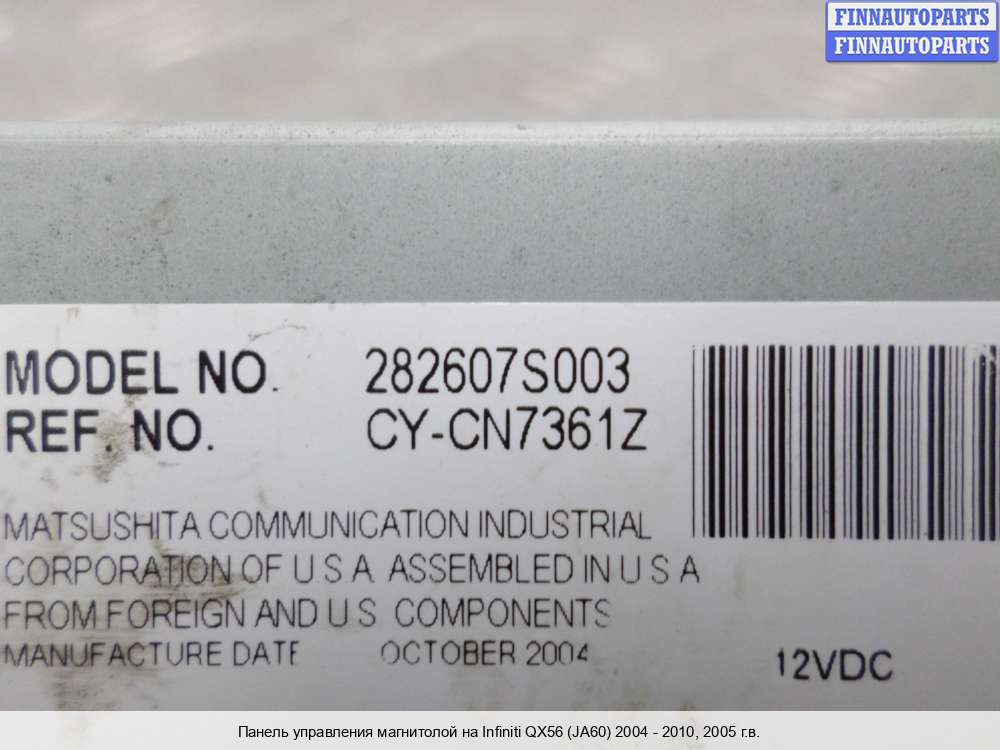 FINNAUTOPARTS
FINNAUTOPARTS
MODEL NO. 282607S003
REF. NO. CY-CN7361Z
MATSUSHITA COMMUNICATION INDUSTRIAL
CORPORATION OF U S A ASSEMBLED IN U S A
FROM FOREIGN AND U S COMPONENTS
MANUFACTURE DATE OCTOBER 2004
12VDC
Панель управления магнитолой на Infiniti QX56 (JA60) 2004 - 2010, 2005 г.в.